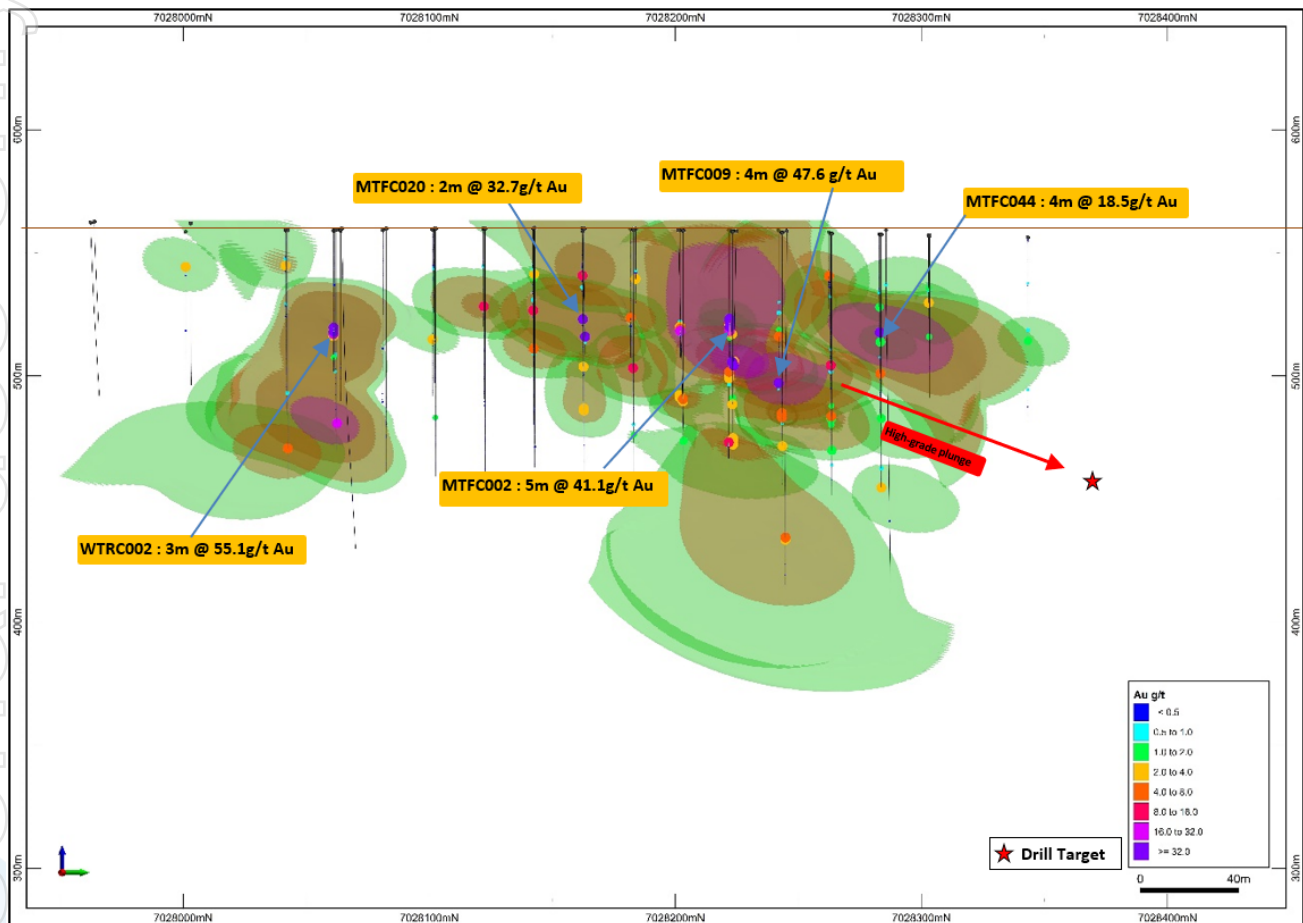 7028000mN
7028100mN
7028200mN
7028300mN
7028400mN
600m
600m
MTFC020 : 2m @ 32.7g/t Au
MTFC009 : 4m @ 47.6 g/t Au
MTFC044 : 4m @ 18.5g/t Au
500m
500m
High-grade plunge
MTFC002 : 5m @ 41.1g/t Au
WTRC002 : 3m @ 55.1g/t Au
400m
400m
Au g/t
< 0.5
0.5 to 1.0
1.0 to 2.0
2.0 to 4.0
4.0 to 8.0
8.0 to 16.0
16.0 to 32.0
>= 32.0
Drill Target
0
40m
300m
300m
7028000mN
7028100mN
7028200mN
7028300mN
7028400mN